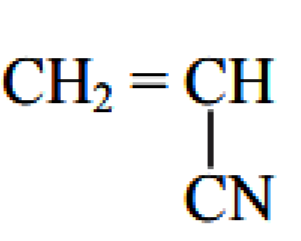 CH₂ = CH
CN